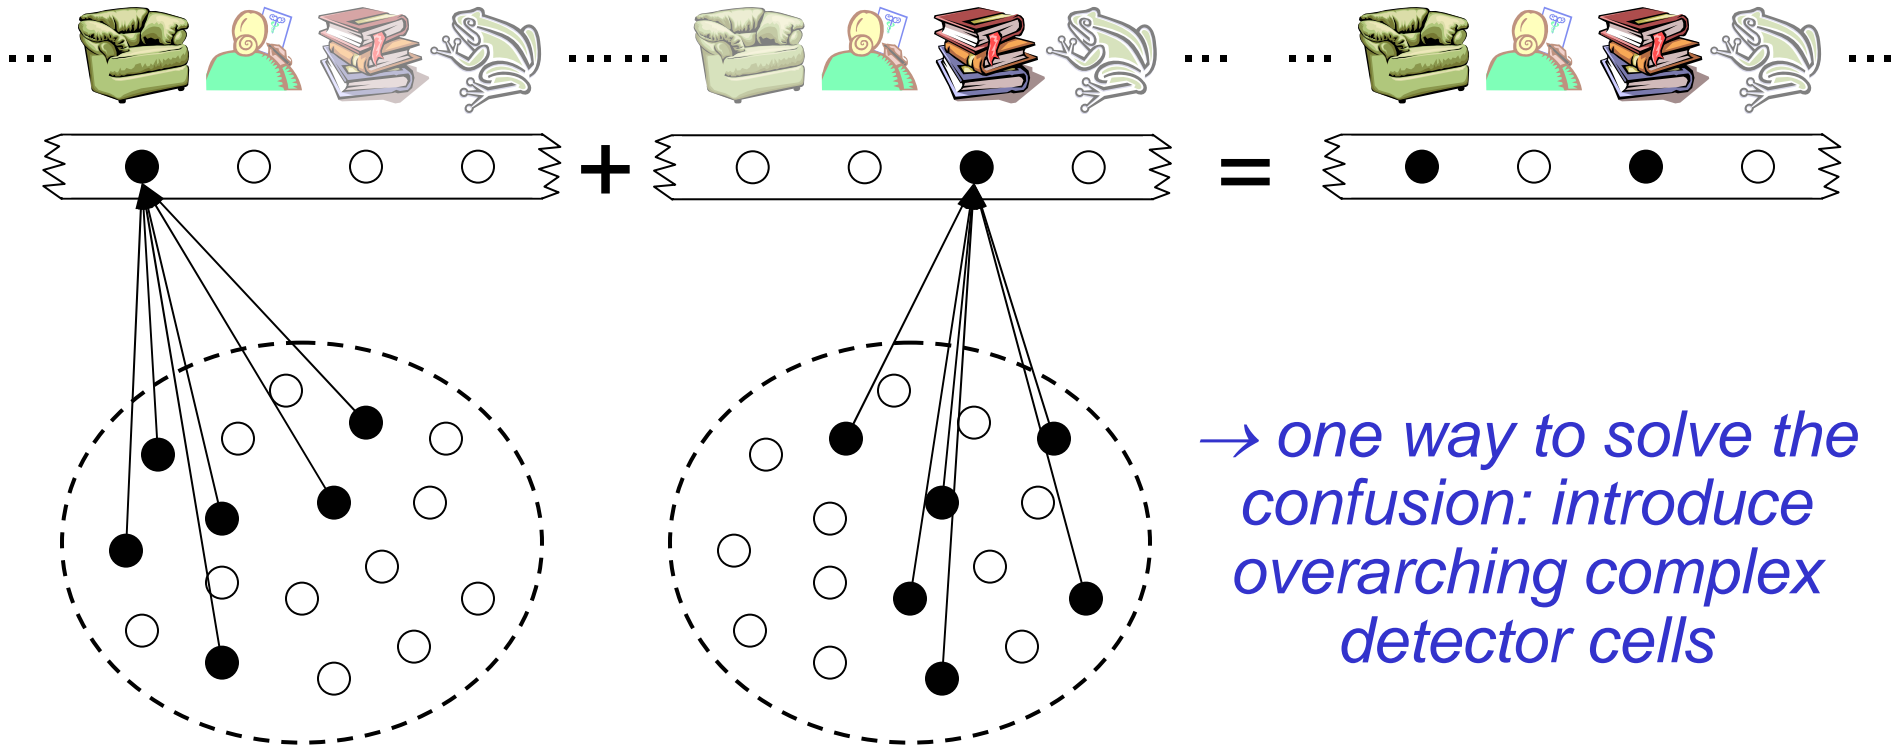 ... ... ... ... ... ...
+ =
→ one way to solve the
confusion: introduce
overarching complex
detector cells